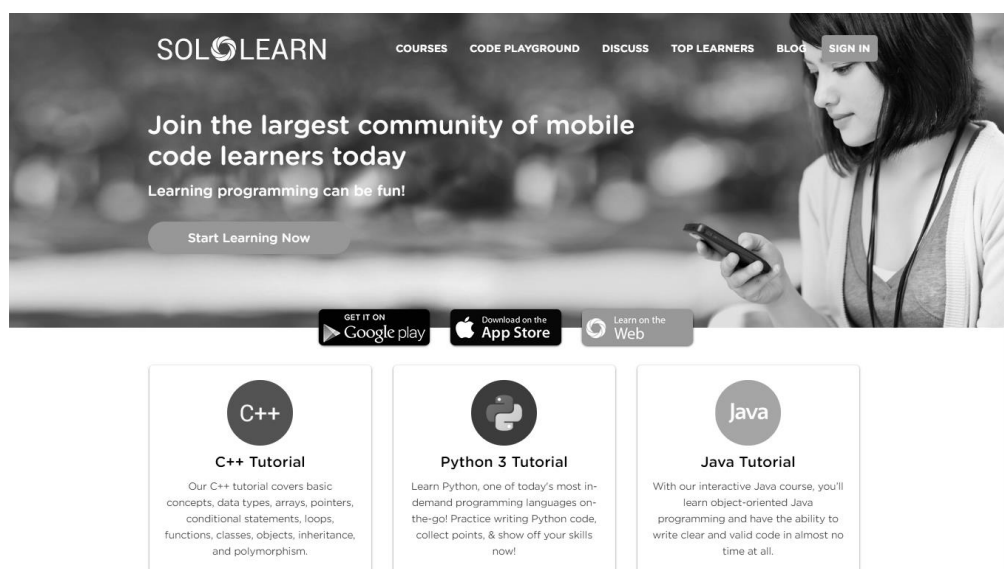 SOLOLEARN
COURSES CODE PLAYGROUND DISCUSS TOP LEARNERS BLOG SIGN IN
Join the largest community of mobile
code learners today
Learning programming can be fun!
Start Learning Now
GET IT ON
Google play
Download on the
App Store
Learn on the
Web
C++
C++ Tutorial
Our C++ tutorial covers basic
concepts, data types, arrays, pointers,
conditional statements, loops,
functions, classes, objects, inheritance,
and polymorphism.
Python 3 Tutorial
Learn Python, one of today's most in-
demand programming languages on-
the-go! Practice writing Python code,
collect points, & show off your skills
now!
Java
Java Tutorial
With our interactive Java course, you'll
learn object-oriented Java
programming and have the ability to
write clear and valid code in almost no
time at all.